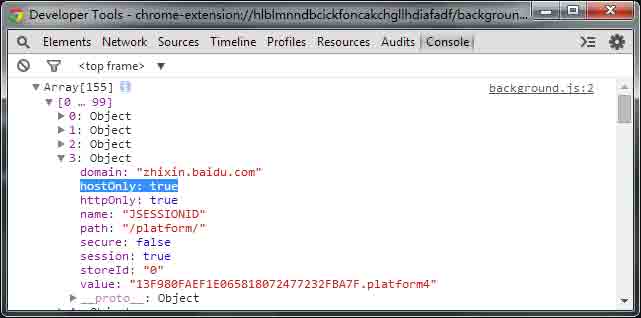 Developer Tools - chrome-extension://hlblmnndbcickfoncakchgllhdiafadf/backgroun...
Elements Network Sources Timeline Profiles Resources Audits Console
<top frame>
▼Array[155] background.js:2
▼[0 … 99]
▶0: Object
▶1: Object
▶2: Object
▼3: Object
domain: "zhixin.baidu.com"
hostOnly: true
httpOnly: true
name: "JSESSIONID"
path: "/platform/"
secure: false
session: true
storeId: "0"
value: "13F980FAEF1E065818072477232FBA7F.platform4"
▶__proto__: Object